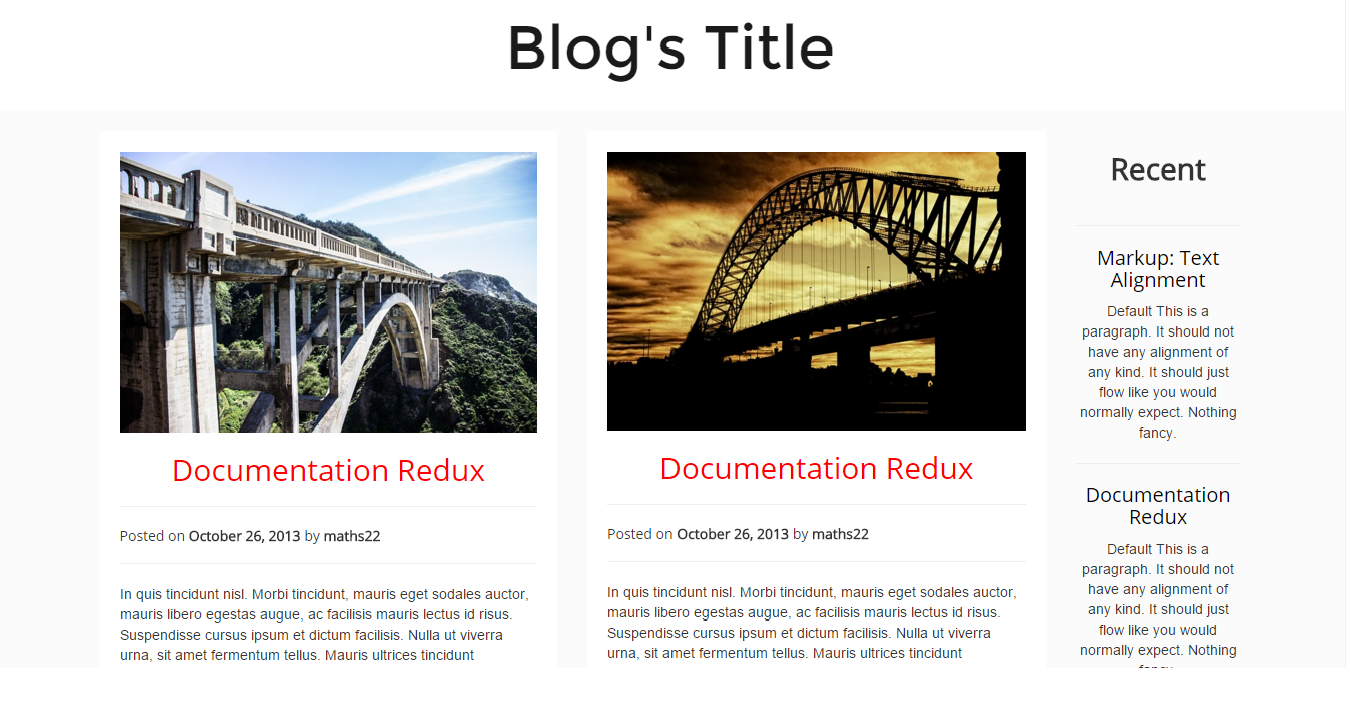 Blog's Title
Documentation Redux
Posted on October 26, 2013 by maths22
In quis tincidunt nisl. Morbi tincidunt, mauris eget sodales auctor,
mauris libero egestas augue, ac facilisis mauris lectus id risus.
Suspendisse cursus ipsum et dictum facilisis. Nulla ut viverra
urna, sit amet fermentum tellus. Mauris ultrices tincidunt
Documentation Redux
Posted on October 26, 2013 by maths22
In quis tincidunt nisl. Morbi tincidunt, mauris eget sodales auctor,
mauris libero egestas augue, ac facilisis mauris lectus id risus.
Suspendisse cursus ipsum et dictum facilisis. Nulla ut viverra
urna, sit amet fermentum tellus. Mauris ultrices tincidunt
Recent
Markup: Text
Alignment
Default This is a
paragraph. It should not
have any alignment of
any kind. It should just
flow like you would
normally expect. Nothing
fancy.
Documentation
Redux
Default This is a
paragraph. It should not
have any alignment of
any kind. It should just
flow like you would
normally expect. Nothing